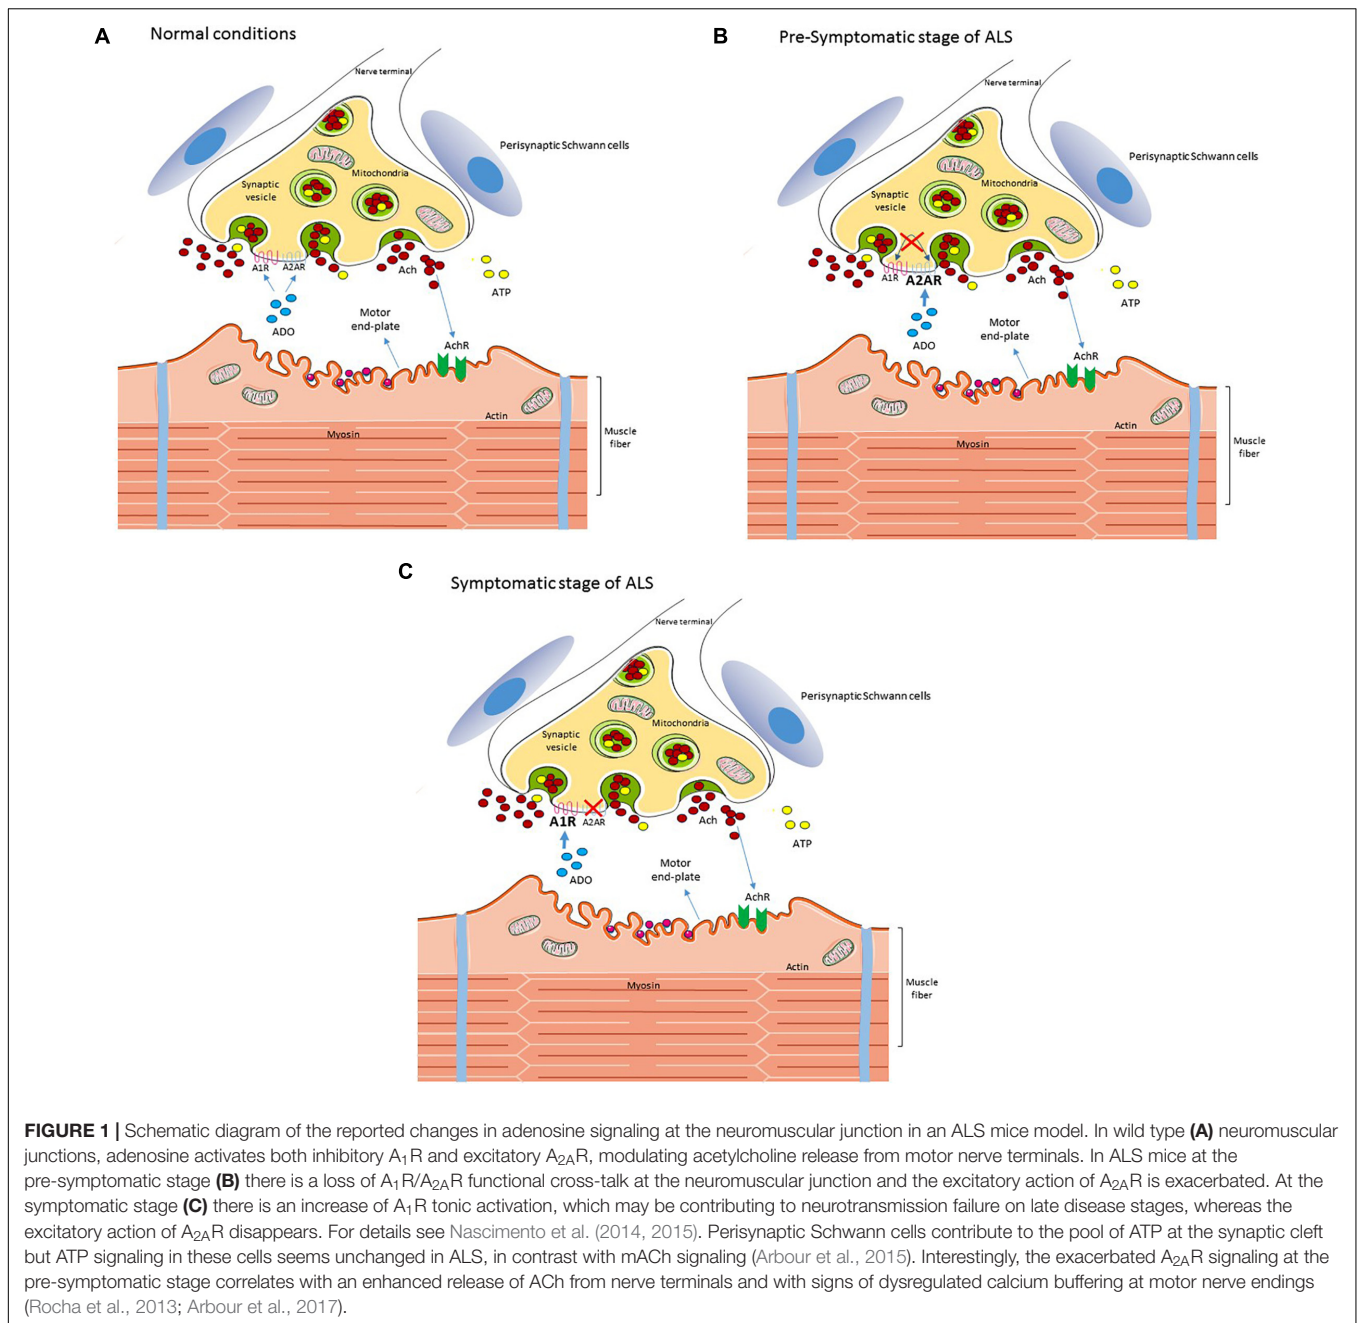 A
Normal conditions
Nerve terminal
Perisynaptic Schwann cells
Mitochondria
Synaptic
vesicle
A1R
A2AR
Ach
ATP
ADO
Motor
end-plate
AchR
Actin
Myosin
Muscle
fiber
B
Pre-Symptomatic stage of ALS
Nerve terminal
Perisynaptic Schwann cells
Mitochondria
Synaptic
vesicle
A1R
A2AR
Ach
ATP
ADO
Motor
end-plate
AchR
Actin
Myosin
Muscle
fiber
C
Symptomatic stage of ALS
Nerve terminal
Perisynaptic Schwann cells
Mitochondria
Synaptic
vesicle
A1R
A2AR
Ach
ATP
ADO
Motor
end-plate
AchR
Actin
Myosin
Muscle
fiber
FIGURE 1 | Schematic diagram of the reported changes in adenosine signaling at the neuromuscular junction in an ALS mice model. In wild type (A) neuromuscular
junctions, adenosine activates both inhibitory A₁R and excitatory A₂AR, modulating acetylcholine release from motor nerve terminals. In ALS mice at the
pre-symptomatic stage (B) there is a loss of A₁R/A₂AR functional cross-talk at the neuromuscular junction and the excitatory action of A₂AR is exacerbated. At the
symptomatic stage (C) there is an increase of A₁R tonic activation, which may be contributing to neurotransmission failure on late disease stages, whereas the
excitatory action of A₂AR disappears. For details see Nascimento et al. (2014, 2015). Perisynaptic Schwann cells contribute to the pool of ATP at the synaptic cleft
but ATP signaling in these cells seems unchanged in ALS, in contrast with mACh signaling (Arbour et al., 2015). Interestingly, the exacerbated A₂AR signaling at the
pre-symptomatic stage correlates with an enhanced release of ACh from nerve terminals and with signs of dysregulated calcium buffering at motor nerve endings
(Rocha et al., 2013; Arbour et al., 2017).